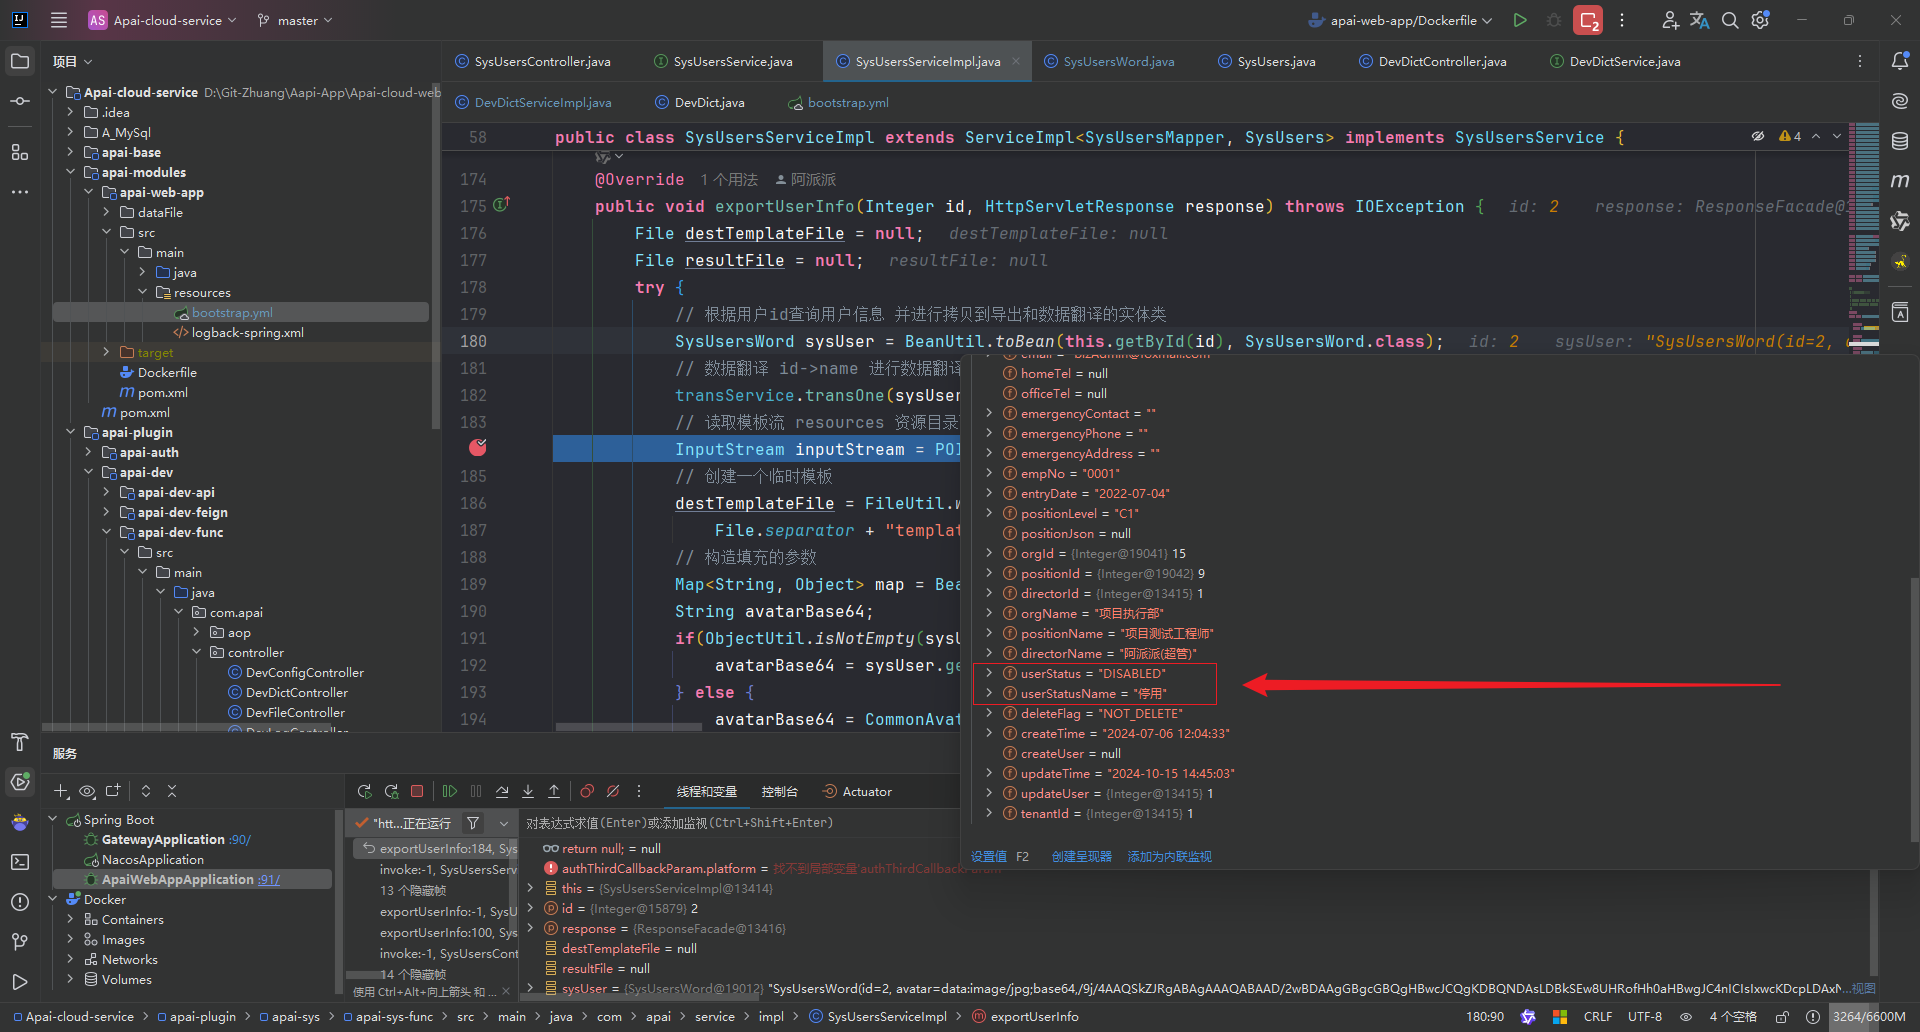 AS Apai-cloud-service master apai-web-app/Dockerfile
项目
SysUsersController.java SysUsersService.java SysUsersServiceImpl.java SysUsersWord.java SysUsers.java DevDictController.java DevDictService.java
DevDictServiceImpl.java DevDict.java bootstrap.yml
Apai-cloud-service D:\Git-Zhuang\Aapi-App\Apai-cloud-web
.idea
A_MySql
apai-base
apai-modules
apai-web-app
dataFile
src
main
java
resources
bootstrap.yml
logback-spring.xml
target
Dockerfile
pom.xml
pom.xml
apai-plugin
apai-auth
apai-dev
apai-dev-api
apai-dev-feign
apai-dev-func
src
main
java
com.apai
aop
controller
DevConfigController
DevDictController
DevFileController
DevLogController
58 public class SysUsersServiceImpl extends ServiceImpl<SysUsersMapper, SysUsers> implements SysUsersService { 4
174 @Override 1 个用法 阿派派
175 public void exportUserInfo(Integer id, HttpServletResponse response) throws IOException { id: 2 response: ResponseFacade@
176 File destTemplateFile = null; destTemplateFile: null
177 File resultFile = null; resultFile: null
178 try {
179 // 根据用户id查询用户信息 并进行拷贝到导出和数据翻译的实体类
180 SysUsersWord sysUser = BeanUtil.toBean(this.getById(id), SysUsersWord.class); id: 2 sysUser: "SysUsersWord(id=2,
181 // 数据翻译 id->name 进行数据翻译
182 transService.transOne(sysUser
183 // 读取模板流 resources 资源目录
InputStream inputStream = POI
185 // 创建一个临时模板
186 destTemplateFile = FileUtil.
187 File.separator + "templat
188 // 构造填充的参数
189 Map<String, Object> map = Bea
190 String avatarBase64;
191 if(ObjectUtil.isNotEmpty(sysU
192 avatarBase64 = sysUser.ge
193 } else {
194 avatarBase64 = CommonAvat
email = "BizAdmin@foxmail.com"
homeTel = null
officeTel = null
emergencyContact = ""
emergencyPhone = ""
emergencyAddress = ""
empNo = "0001"
entryDate = "2022-07-04"
positionLevel = "C1"
positionJson = null
orgId = {Integer@19041} 15
positionId = {Integer@19042} 9
directorId = {Integer@13415} 1
orgName = "项目执行部"
positionName = "项目测试工程师"
directorName = "阿派派(超管)"
userStatus = "DISABLED"
userStatusName = "停用"
deleteFlag = "NOT_DELETE"
createTime = "2024-07-06 12:04:33"
createUser = null
updateTime = "2024-10-15 14:45:03"
updateUser = {Integer@13415} 1
tenantId = {Integer@13415} 1
设置值 F2 创建呈现器 添加为内联监视
服务
线程和变量 控制台 Actuator
Spring Boot
GatewayApplication :90/
NacosApplication
ApaiWebAppApplication :91/
Docker
Containers
Images
Networks
Volumes
"htt...正在运行
exportUserInfo:184, Sys
invoke:-1, SysUsersServ
13 个隐藏帧
exportUserInfo:-1, SysU
exportUserInfo:100, Sys
invoke:-1, SysUsersCont
14 个隐藏帧
使用 Ctrl+Alt+向上箭头 和 ...
对表达式求值(Enter)或添加监视(Ctrl+Shift+Enter)
return null; = null
authThirdCallbackParam.platform = 找不到局部变量'authThirdCallbackParam'
this = {SysUsersServiceImpl@13414}
id = {Integer@15879} 2
response = {ResponseFacade@13416}
destTemplateFile = null
resultFile = null
sysUser = {SysUsersWord@19012} "SysUsersWord(id=2, avatar=data:image/jpg;base64,/9j/4AAQSkZJRgABAgAAAQABAAD/2wBDAAgGBgcGBQgHBwcJCQgKDBQNDAsLDBkSEw8UHRofHh0aHBwgJC4nICIsIxwcKDcpLDAxN ...视图
Apai-cloud-service apai-plugin apai-sys apai-sys-func src main java com apai service impl SysUsersServiceImpl exportUserInfo 180:90 CRLF UTF-8 4 个空格 3264/6600M